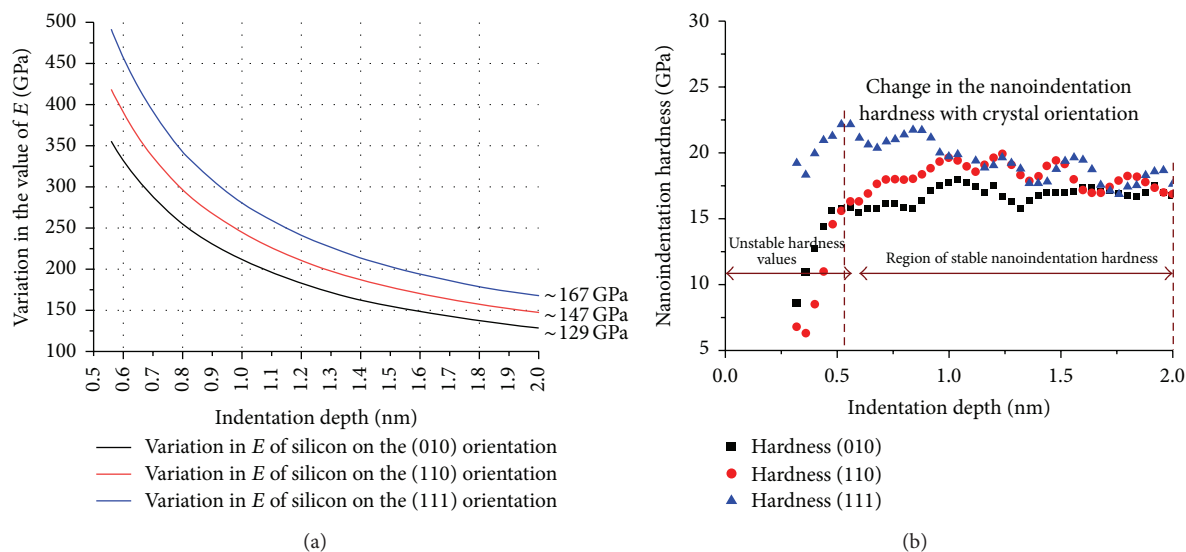 500
450
400
350
300
250
200
150
100
Variation in the value of E (GPa)
~167 GPa
~147 GPa
~129 GPa
0.5 0.6 0.7 0.8 0.9 1.0 1.1 1.2 1.3 1.4 1.5 1.6 1.7 1.8 1.9 2.0
Indentation depth (nm)
Variation in E of silicon on the (010) orientation
Variation in E of silicon on the (110) orientation
Variation in E of silicon on the (111) orientation
(a)
30
25
20
15
10
5
Nanoindentation hardness (GPa)
Change in the nanoindentation
hardness with crystal orientation
Unstable hardness
values
Region of stable nanoindentation hardness
0.0 0.5 1.0 1.5 2.0
Indentation depth (nm)
Hardness (010)
Hardness (110)
Hardness (111)
(b)